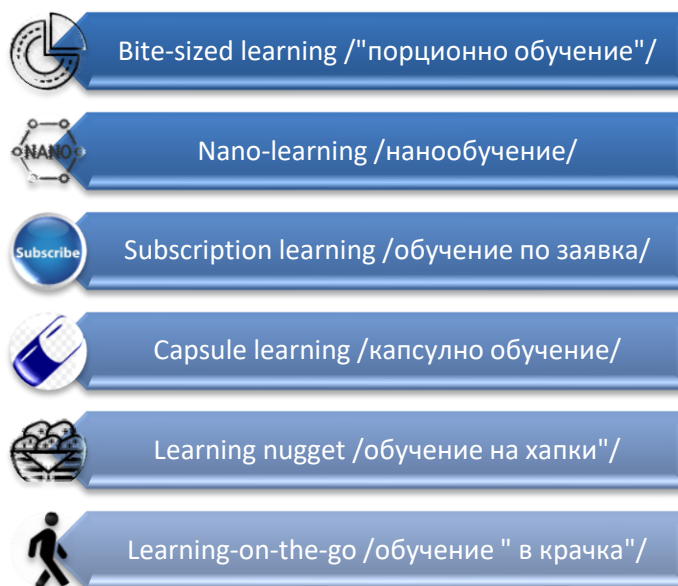 Bite-sized learning /"порционно обучение"/
NANO
Nano-learning /нанообучение/
Subscribe
Subscription learning /обучение по заявка/
Capsule learning /капсулно обучение/
Learning nugget /обучение на хапки"/
Learning-on-the-go /обучение " в крачка"/